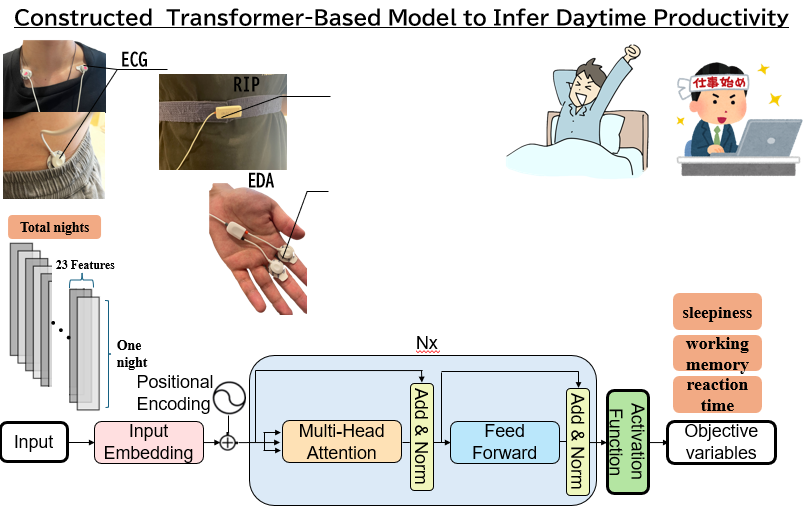 Constructed Transformer-Based Model to Infer Daytime Productivity
ECG
RIP
EDA
仕事始め
Total nights
23 Features
One
night
sleepiness
working
memory
reaction
time
Nx
Positional
Encoding
Input
Input
Embedding
Multi-Head
Attention
Add & Norm
Feed
Forward
Add & Norm
Activation
Function
Objective
variables